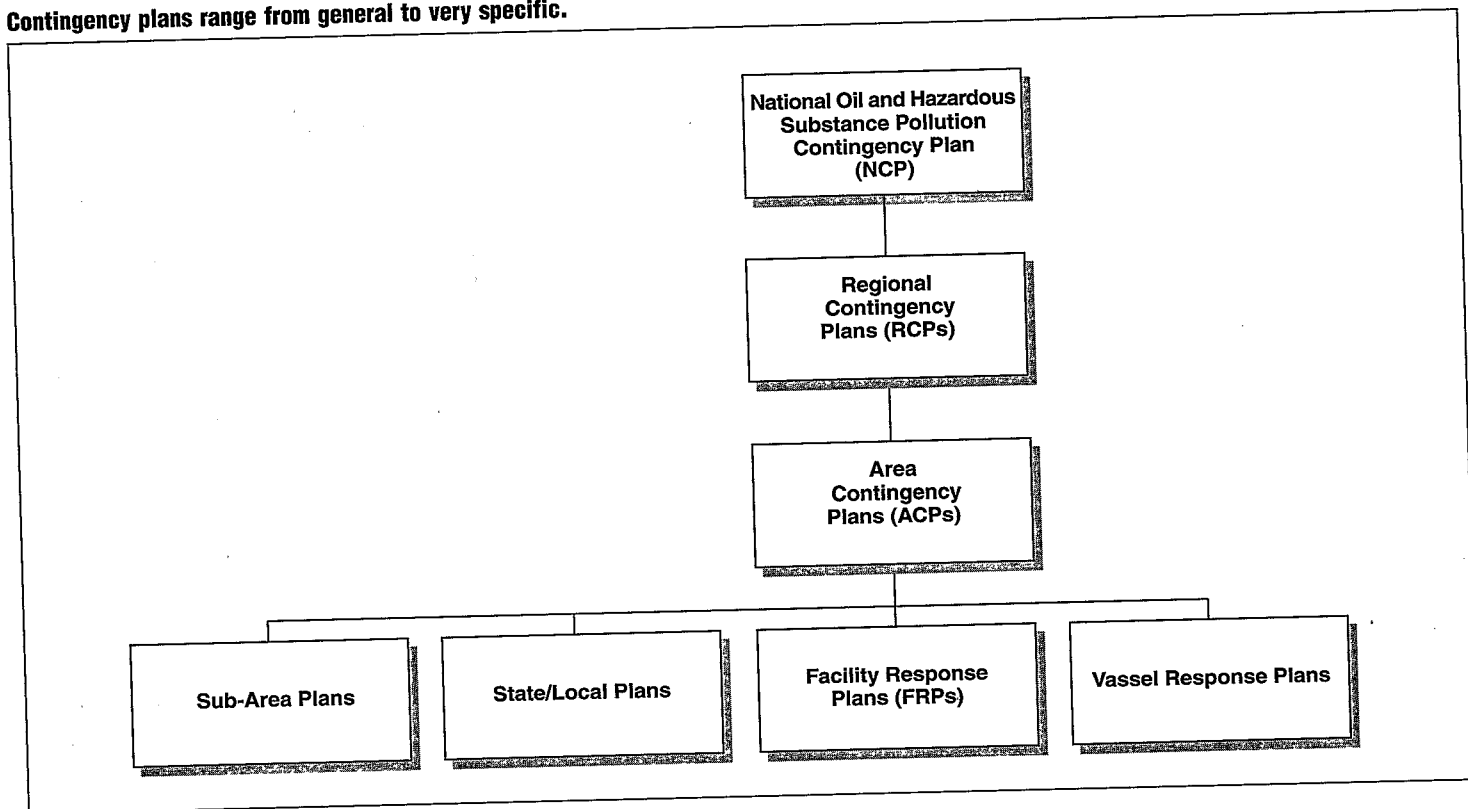 Contingency plans range from general to very specific.
National Oil and Hazardous
Substance Pollution
Contingency Plan
(NCP)
Regional
Contingency
Plans (RCPs)
Area
Contingency
Plans (ACPs)
Sub-Area Plans
State/Local Plans
Facility Response
Plans (FRPs)
Vassel Response Plans